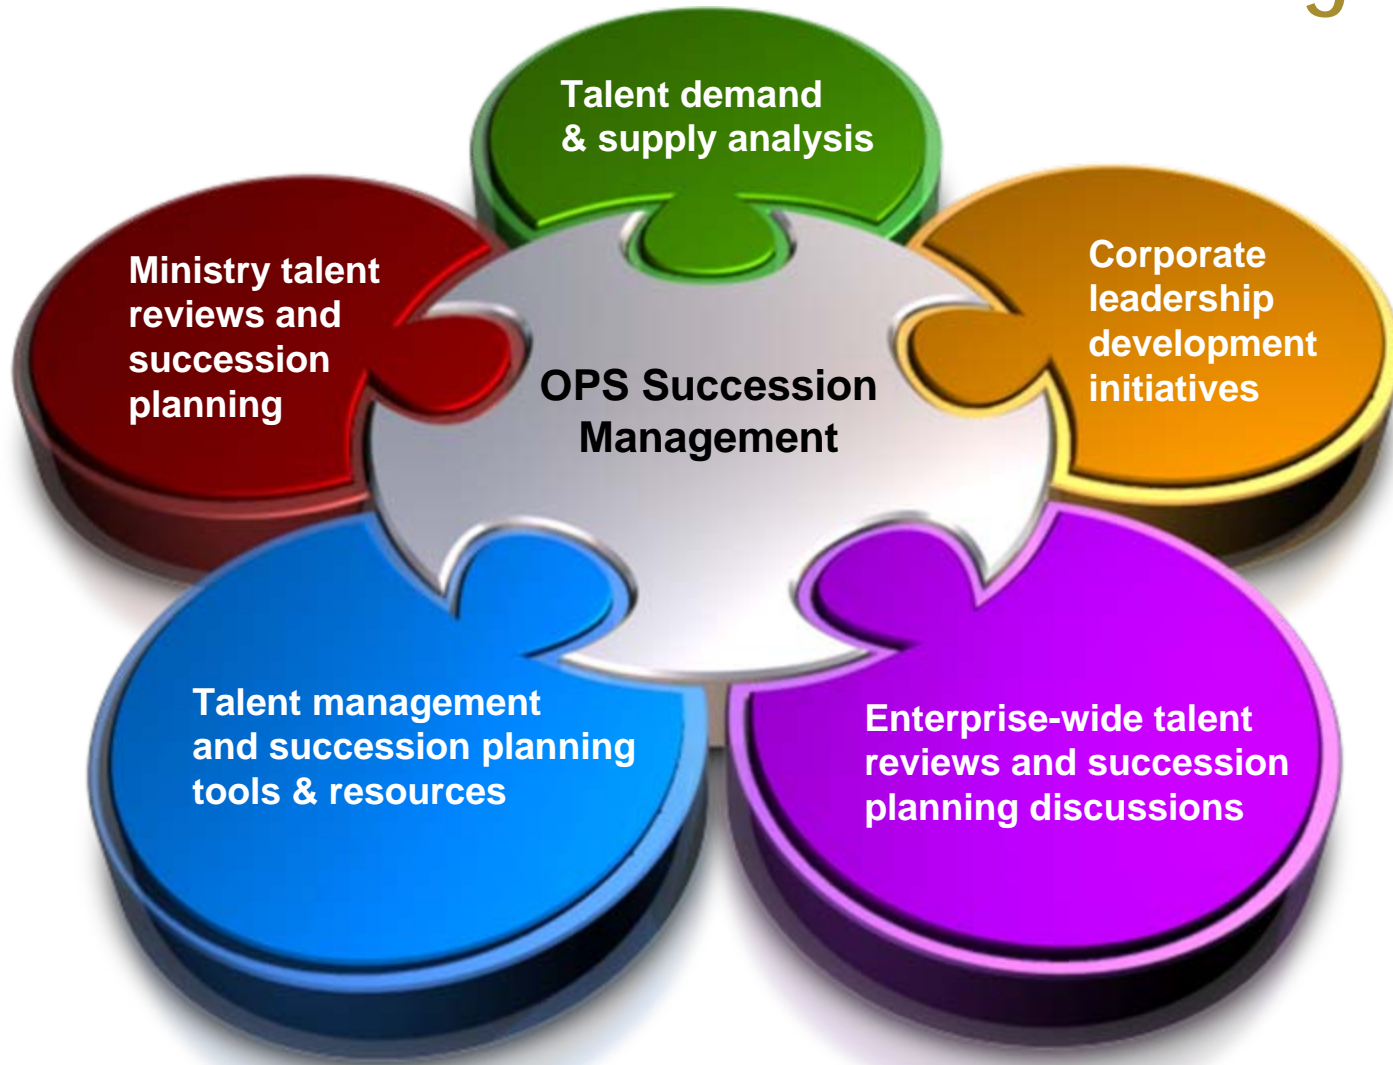 Talent demand
& supply analysis
Corporate
leadership
development
initiatives
Ministry talent
reviews and
succession
planning
OPS Succession
Management
Talent management
and succession planning
tools & resources
Enterprise-wide talent
reviews and succession
planning discussions